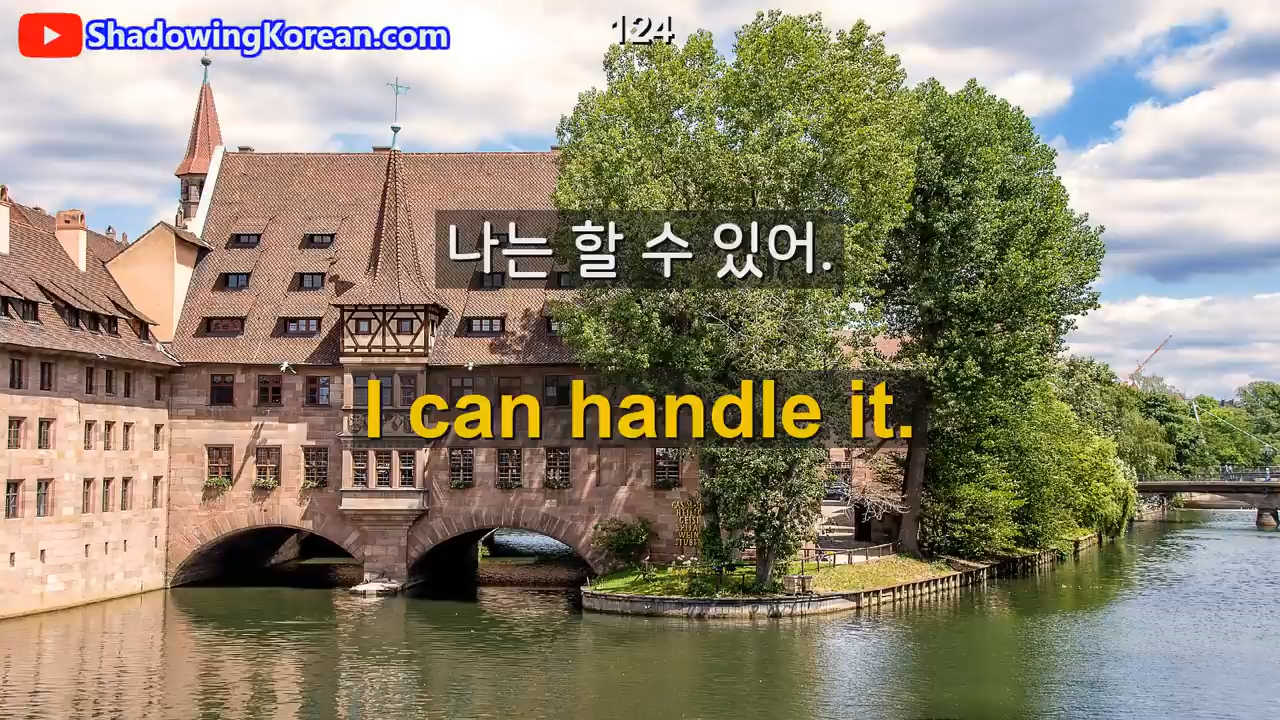 ShadowingKorean.com
124
나는 할 수 있어.
I can handle it.